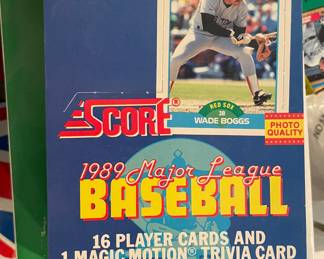 RED SOX
3B
WADE BOGGS
SCORE®
PHOTO
QUALITY
1989 Major League
BASEBALL
16 PLAYER CARDS AND
1 MAGIC MOTION® TRIVIA CARD